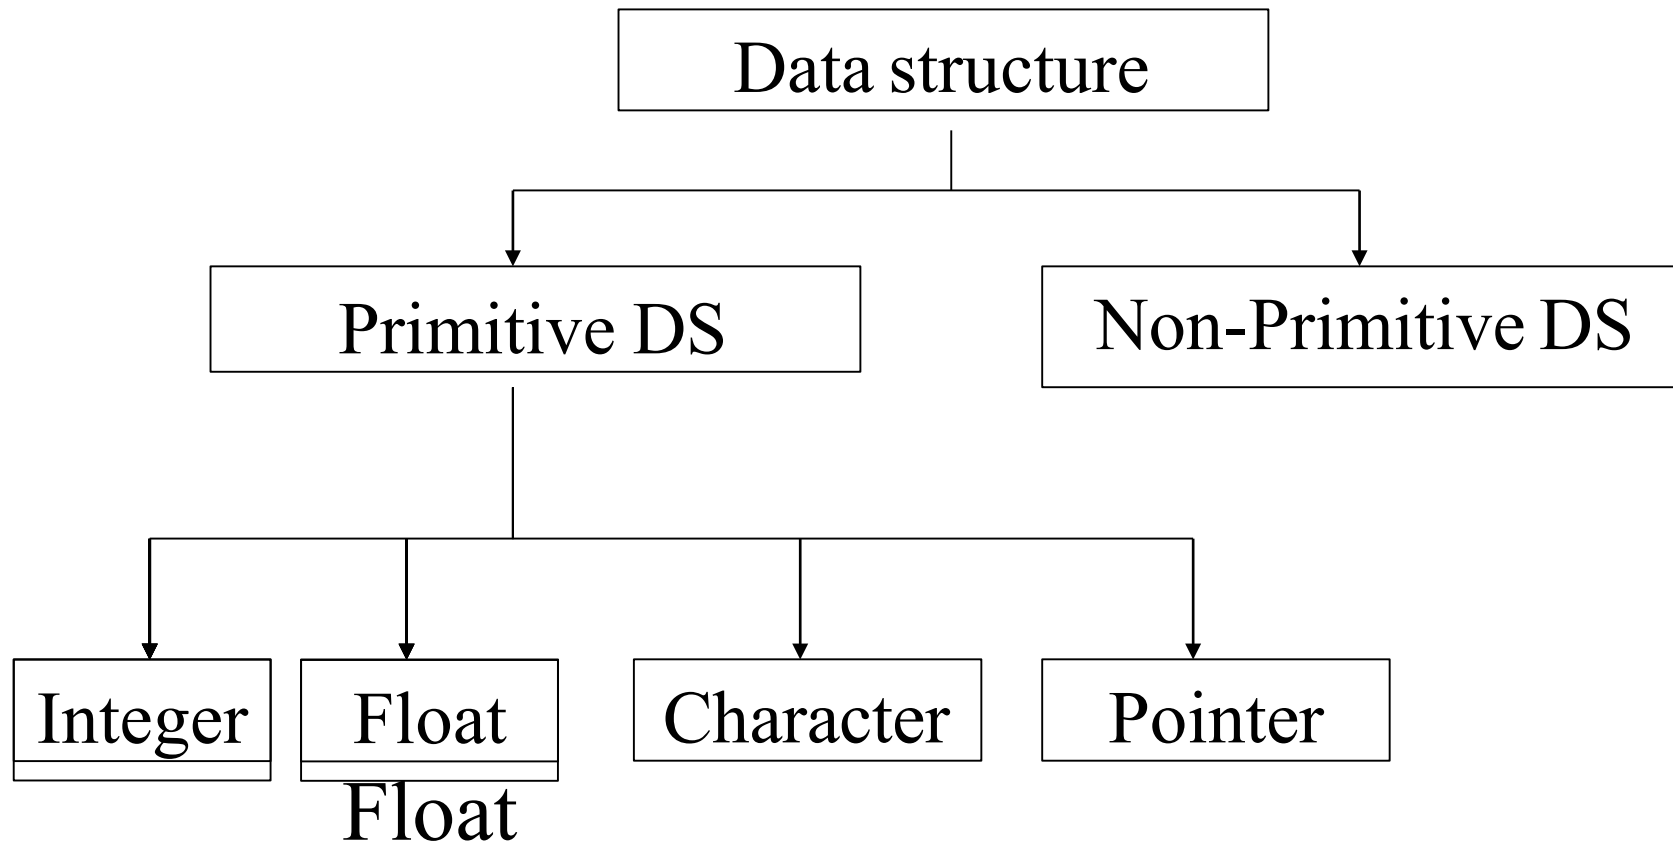 Data structure
Primitive DS
Non-Primitive DS
Integer
Float
Character
Pointer
Float